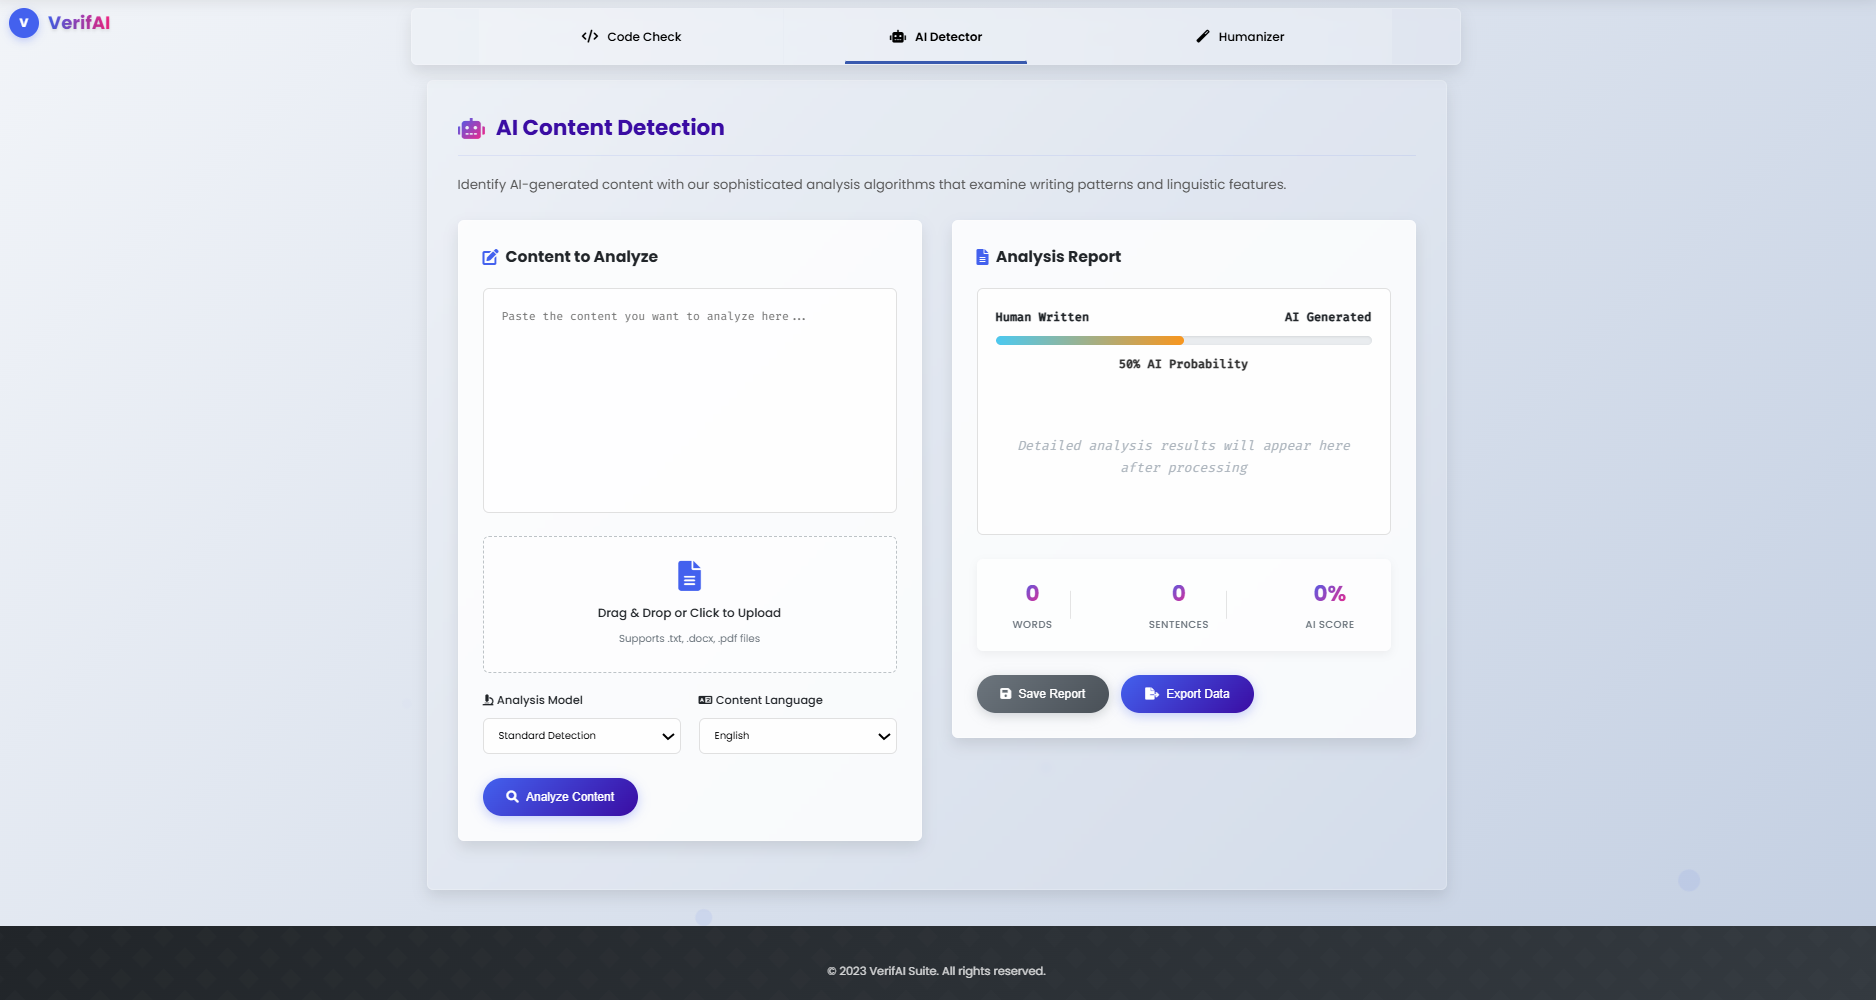 V VerifAI
Code Check
AI Detector
Humanizer
AI Content Detection
Identify AI-generated content with our sophisticated analysis algorithms that examine writing patterns and linguistic features.
Content to Analyze
Paste the content you want to analyze here...
Drag & Drop or Click to Upload
Supports .txt, .docx, .pdf files
Analysis Model
Content Language
Standard Detection
English
Analyze Content
Analysis Report
Human Written
AI Generated
50% AI Probability
Detailed analysis results will appear here
after processing
0
0
0%
WORDS
SENTENCES
AI SCORE
Save Report
Export Data
© 2023 VerifAI Suite. All rights reserved.